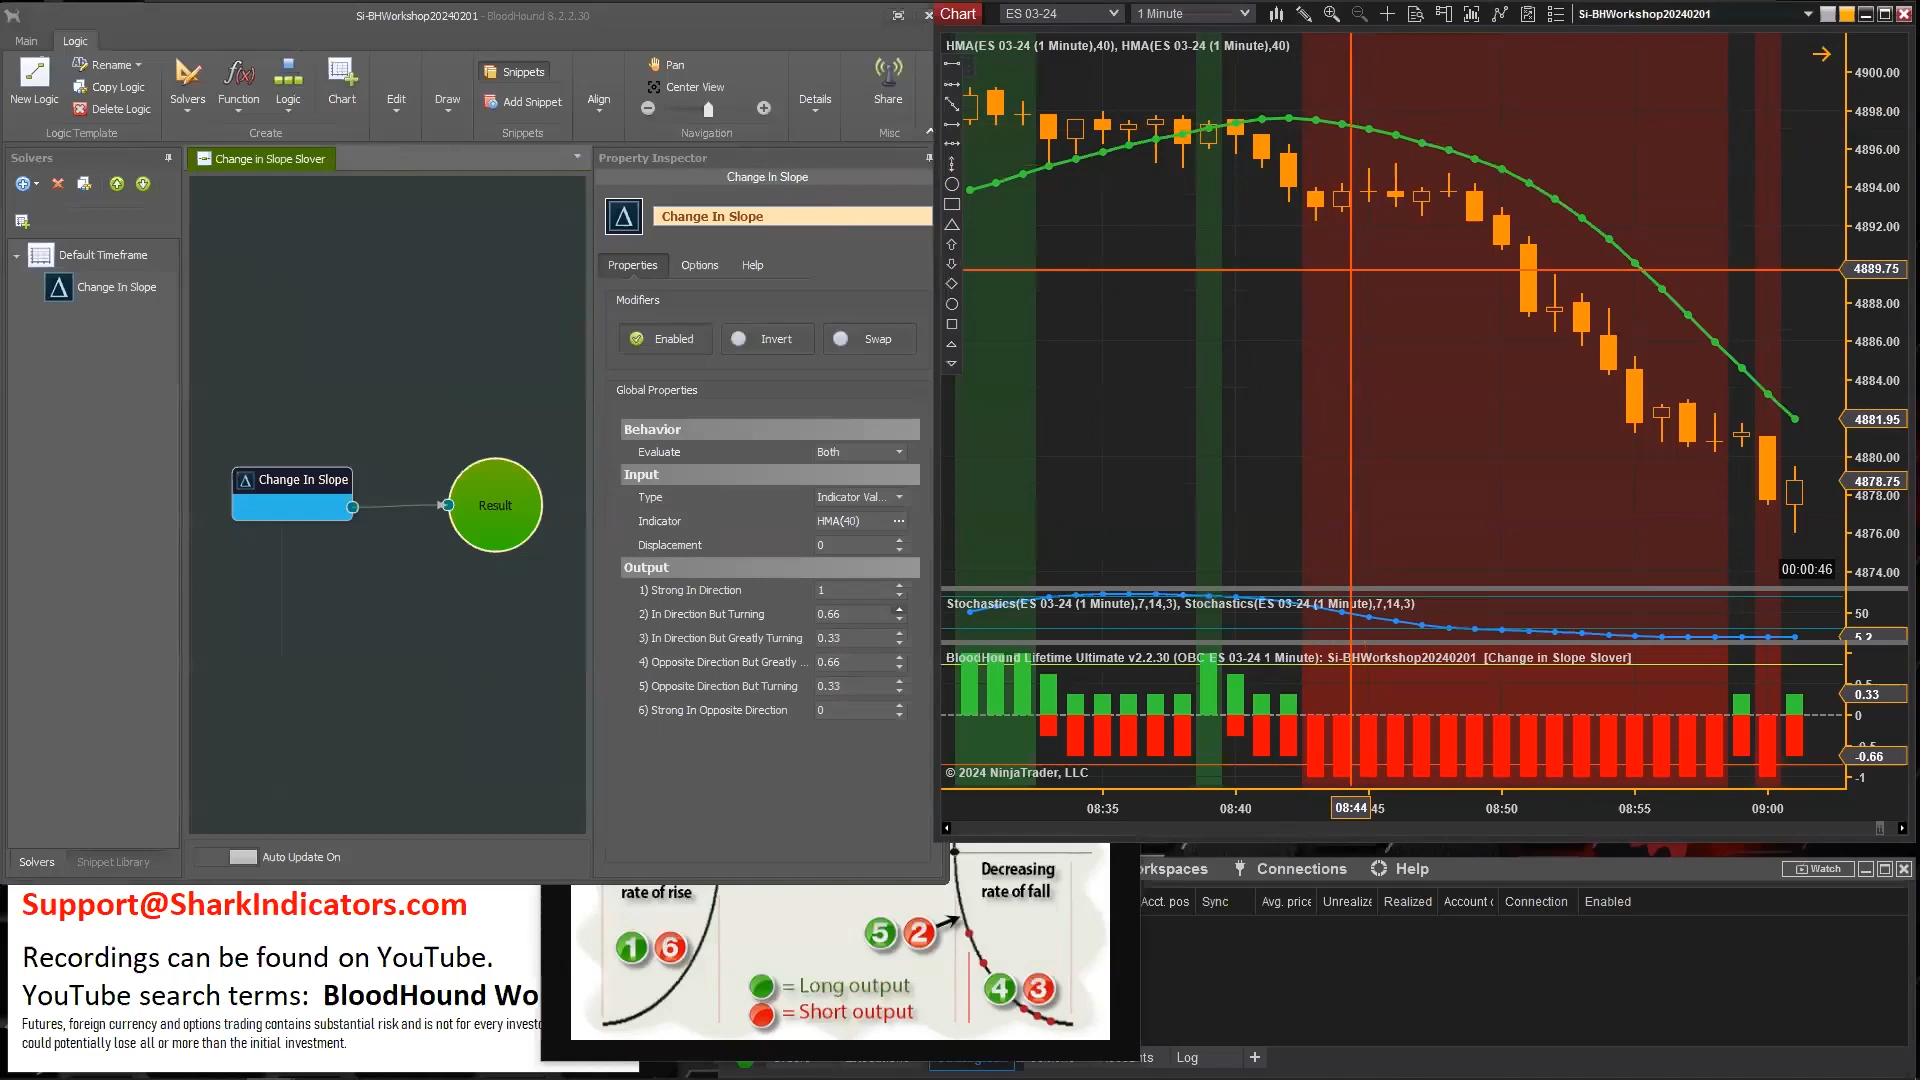 Si-BHWorkshop20240201 - BloodHound 8.2.2.30
Main Logic
New Logic
Rename
Copy Logic
Delete Logic
Logic Template
Solvers
Function
Logic
Chart
Create
Edit
Draw
Snippets
Add Snippet
Snippets
Align
Pan
Center View
Navigation
Details
Share
Misc
Solvers
Default Timeframe
Change In Slope
Solvers Snippet Library
Change in Slope Slover
Change In Slope
Result
Auto Update On
Property Inspector
Change In Slope
Change In Slope
Properties Options Help
Modifiers
Enabled Invert Swap
Global Properties
Behavior
Evaluate Both
Input
Type Indicator Val...
Indicator HMA(40) ...
Displacement 0
Output
1) Strong In Direction 1
2) In Direction But Turning 0.66
3) In Direction But Greatly Turning 0.33
4) Opposite Direction But Greatly ... 0.66
5) Opposite Direction But Turning 0.33
6) Strong In Opposite Direction 0
Chart ES 03-24 1 Minute Si-BHWorkshop20240201
HMA(ES 03-24 (1 Minute),40), HMA(ES 03-24 (1 Minute),40)
4900.00
4898.00
4896.00
4894.00
4892.00
4889.75
4888.00
4886.00
4884.00
4881.95
4880.00
4878.75
4878.00
4876.00
00:00:46
4874.00
Stochastics(ES 03-24 (1 Minute),7,14,3), Stochastics(ES 03-24 (1 Minute),7,14,3)
50
5.2
BloodHound Lifetime Ultimate v2.2.30 (OBC ES 03-24 1 Minute): Si-BHWorkshop20240201 [Change in Slope Slover]
0.33
0
-0.66
-1
© 2024 NinjaTrader, LLC
08:35 08:40 08:44 :45 08:50 08:55 09:00
Support@SharkIndicators.com
Recordings can be found on YouTube.
YouTube search terms: BloodHound Wo
Futures, foreign currency and options trading contains substantial risk and is not for every investo
could potentially lose all or more than the initial investment.
rate of rise
1 6
5 2
Decreasing
rate of fall
4 3
= Long output
= Short output
rkspaces Connections Help
Watch
Acct. pos Sync Avg. price Unrealize Realized Account c Connection Enabled
nts Log +